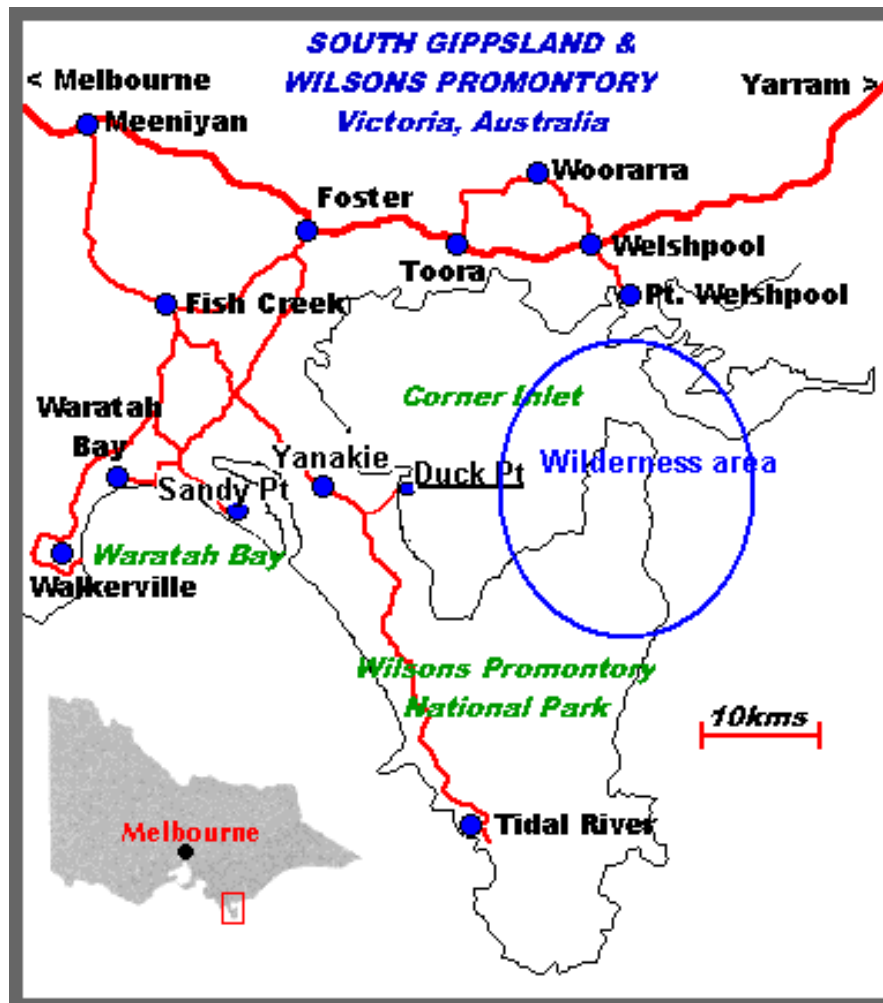 SOUTH GIPPSLAND &
WILSONS PROMONTORY
Victoria, Australia
< Melbourne
Yarram >
Meeniyan
Woorarra
Foster
Toora
Welshpool
Pt. Welshpool
Fish Creek
Corner Inlet
Waratah
Bay
Yanakie
Duck Pt
Wilderness area
Sandy Pt
Waratah Bay
Walkerville
Wilsons Promontory
National Park
10kms
Tidal River
Melbourne